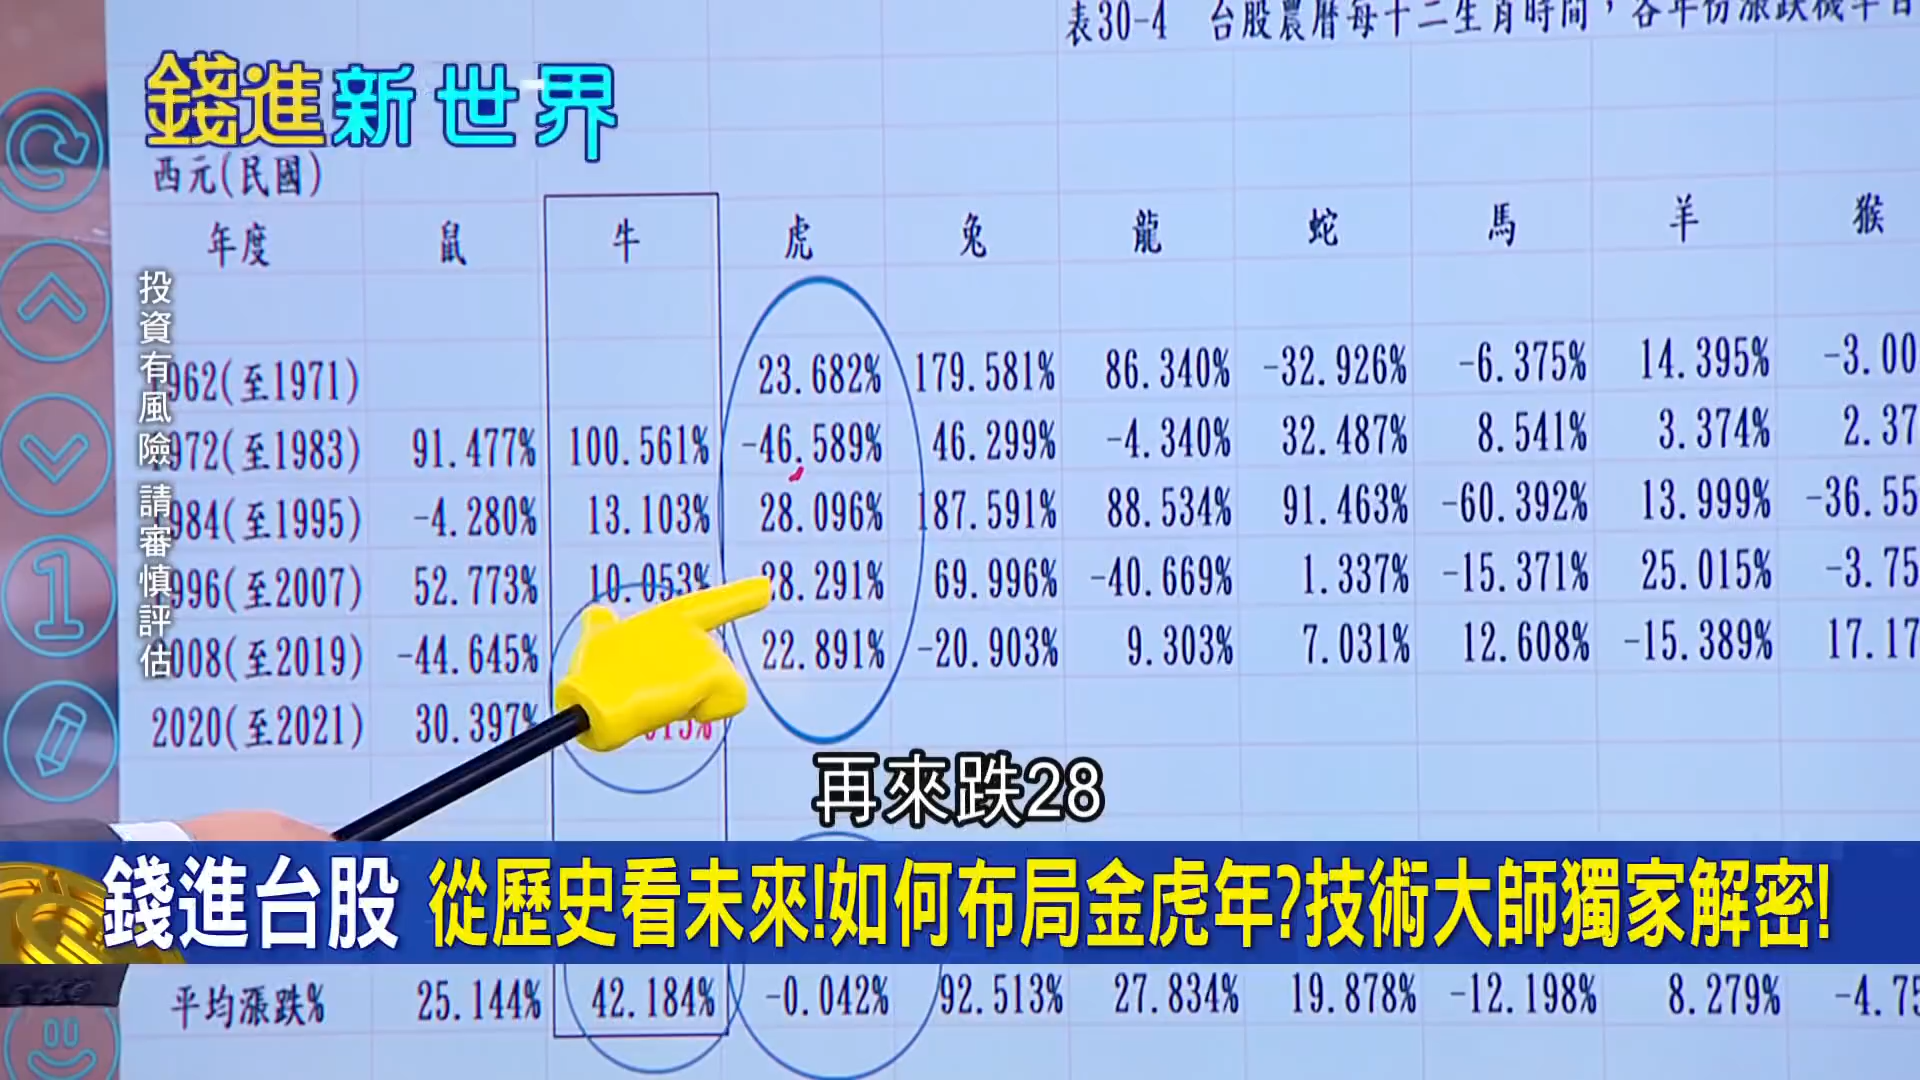 表30-4 台股農曆每十二生肖時間，各年份漲跌機率
錢進新世界
西元(民國)
年度 鼠 牛 虎 兔 龍 蛇 馬 羊 猴
投資有風險 請審慎評估
1962(至1971) 23.682% 179.581% 86.340% -32.926% -6.375% 14.395% -3.00
1972(至1983) 91.477% 100.561% -46.589% 46.299% -4.340% 32.487% 8.541% 3.374% 2.37
1984(至1995) -4.280% 13.103% 28.096% 187.591% 88.534% 91.463% -60.392% 13.999% -36.55
1996(至2007) 52.773% 10.053% 28.291% 69.996% -40.669% 1.337% -15.371% 25.015% -3.75
2008(至2019) -44.645% 22.891% -20.903% 9.303% 7.031% 12.608% -15.389% 17.17
2020(至2021) 30.397%
再來跌28
錢進台股 從歷史看未來!如何布局金虎年?技術大師獨家解密!
平均漲跌% 25.144% 42.184% -0.042% 92.513% 27.834% 19.878% -12.198% 8.279% -4.75